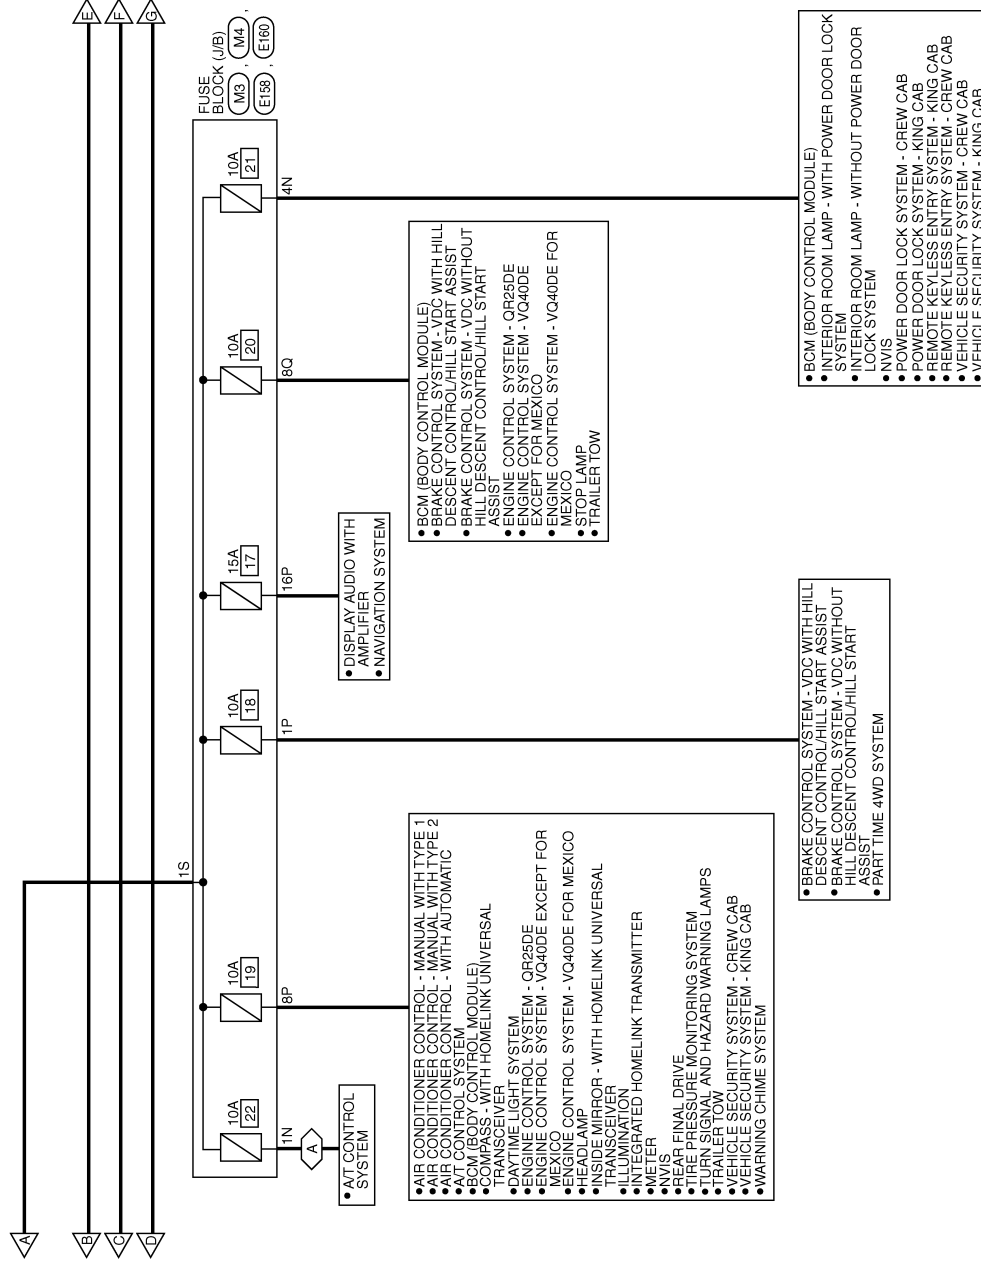 A
B
C
D
E
F
G
1S
FUSE
BLOCK (J/B)
M3 , M4 ,
E158 , E160
10A
22
1N
A
• A/T CONTROL
SYSTEM
10A
19
8P
• AIR CONDITIONER CONTROL - MANUAL WITH TYPE 1
• AIR CONDITIONER CONTROL - MANUAL WITH TYPE 2
• AIR CONDITIONER CONTROL - WITH AUTOMATIC
• A/T CONTROL SYSTEM
• BCM (BODY CONTROL MODULE)
• COMPASS - WITH HOMELINK UNIVERSAL
TRANSCEIVER
• DAYTIME LIGHT SYSTEM
• ENGINE CONTROL SYSTEM - QR25DE
• ENGINE CONTROL SYSTEM - VQ40DE EXCEPT FOR
MEXICO
• ENGINE CONTROL SYSTEM - VQ40DE FOR MEXICO
• HEADLAMP
• INSIDE MIRROR - WITH HOMELINK UNIVERSAL
TRANSCEIVER
• ILLUMINATION
• INTEGRATED HOMELINK TRANSMITTER
• METER
• NVIS
• REAR FINAL DRIVE
• TIRE PRESSURE MONITORING SYSTEM
• TURN SIGNAL AND HAZARD WARNING LAMPS
• TRAILER TOW
• VEHICLE SECURITY SYSTEM - CREW CAB
• VEHICLE SECURITY SYSTEM - KING CAB
• WARNING CHIME SYSTEM
10A
18
1P
• BRAKE CONTROL SYSTEM - VDC WITH HILL
DESCENT CONTROL/HILL START ASSIST
• BRAKE CONTROL SYSTEM - VDC WITHOUT
HILL DESCENT CONTROL/HILL START
ASSIST
• PART TIME 4WD SYSTEM
15A
17
16P
• DISPLAY AUDIO WITH
AMPLIFIER
• NAVIGATION SYSTEM
10A
20
8Q
• BCM (BODY CONTROL MODULE)
• BRAKE CONTROL SYSTEM - VDC WITH HILL
DESCENT CONTROL/HILL START ASSIST
• BRAKE CONTROL SYSTEM - VDC WITHOUT
HILL DESCENT CONTROL/HILL START
ASSIST
• ENGINE CONTROL SYSTEM - QR25DE
• ENGINE CONTROL SYSTEM - VQ40DE
EXCEPT FOR MEXICO
• ENGINE CONTROL SYSTEM - VQ40DE FOR
MEXICO
• STOP LAMP
• TRAILER TOW
10A
21
4N
• BCM (BODY CONTROL MODULE)
• INTERIOR ROOM LAMP - WITH POWER DOOR LOCK
SYSTEM
• INTERIOR ROOM LAMP - WITHOUT POWER DOOR
LOCK SYSTEM
• NVIS
• POWER DOOR LOCK SYSTEM - CREW CAB
• POWER DOOR LOCK SYSTEM - KING CAB
• REMOTE KEYLESS ENTRY SYSTEM - KING CAB
• REMOTE KEYLESS ENTRY SYSTEM - CREW CAB
• VEHICLE SECURITY SYSTEM - CREW CAB
• VEHICLE SECURITY SYSTEM - KING CAB